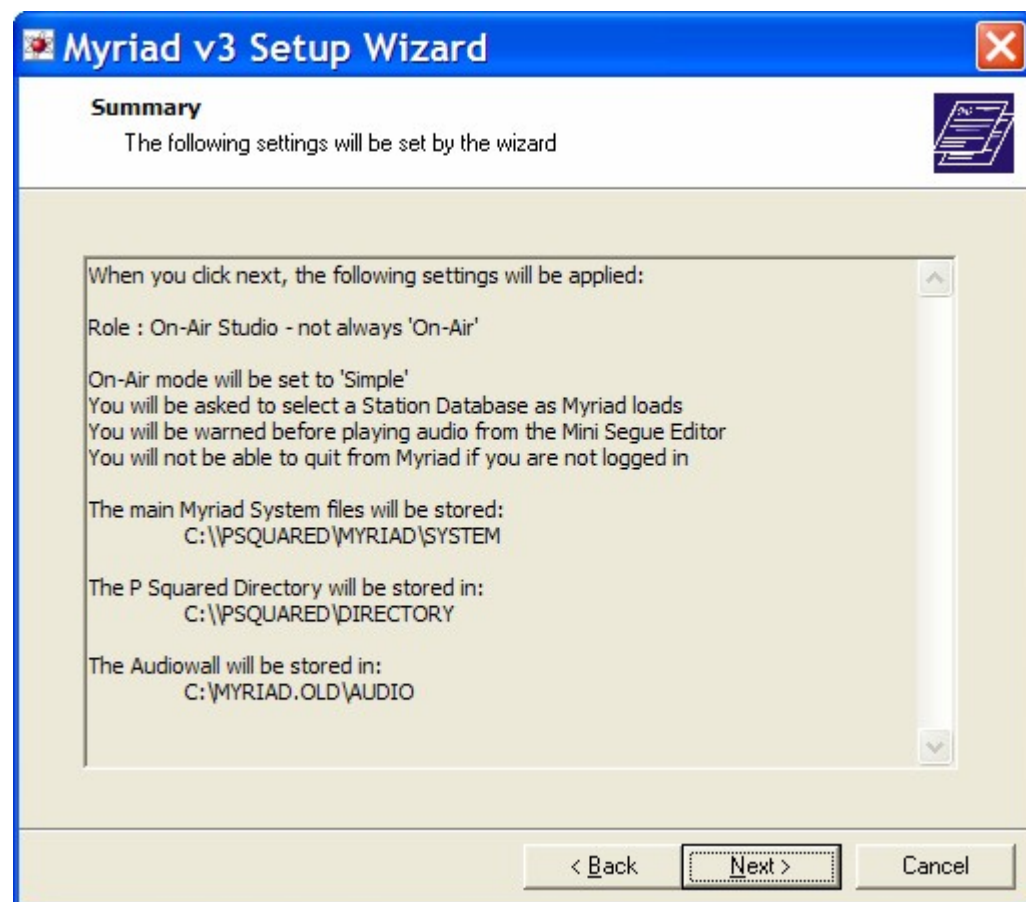 Myriad v3 Setup Wizard
Summary
The following settings will be set by the wizard
When you click next, the following settings will be applied:
Role : On-Air Studio - not always 'On-Air'
On-Air mode will be set to 'Simple'
You will be asked to select a Station Database as Myriad loads
You will be warned before playing audio from the Mini Segue Editor
You will not be able to quit from Myriad if you are not logged in
The main Myriad System files will be stored:
C:\\PSQUARED\MYRIAD\SYSTEM
The P Squared Directory will be stored in:
C:\\PSQUARED\DIRECTORY
The Audiowall will be stored in:
C:\MYRIAD.OLD\AUDIO
< Back Next > Cancel